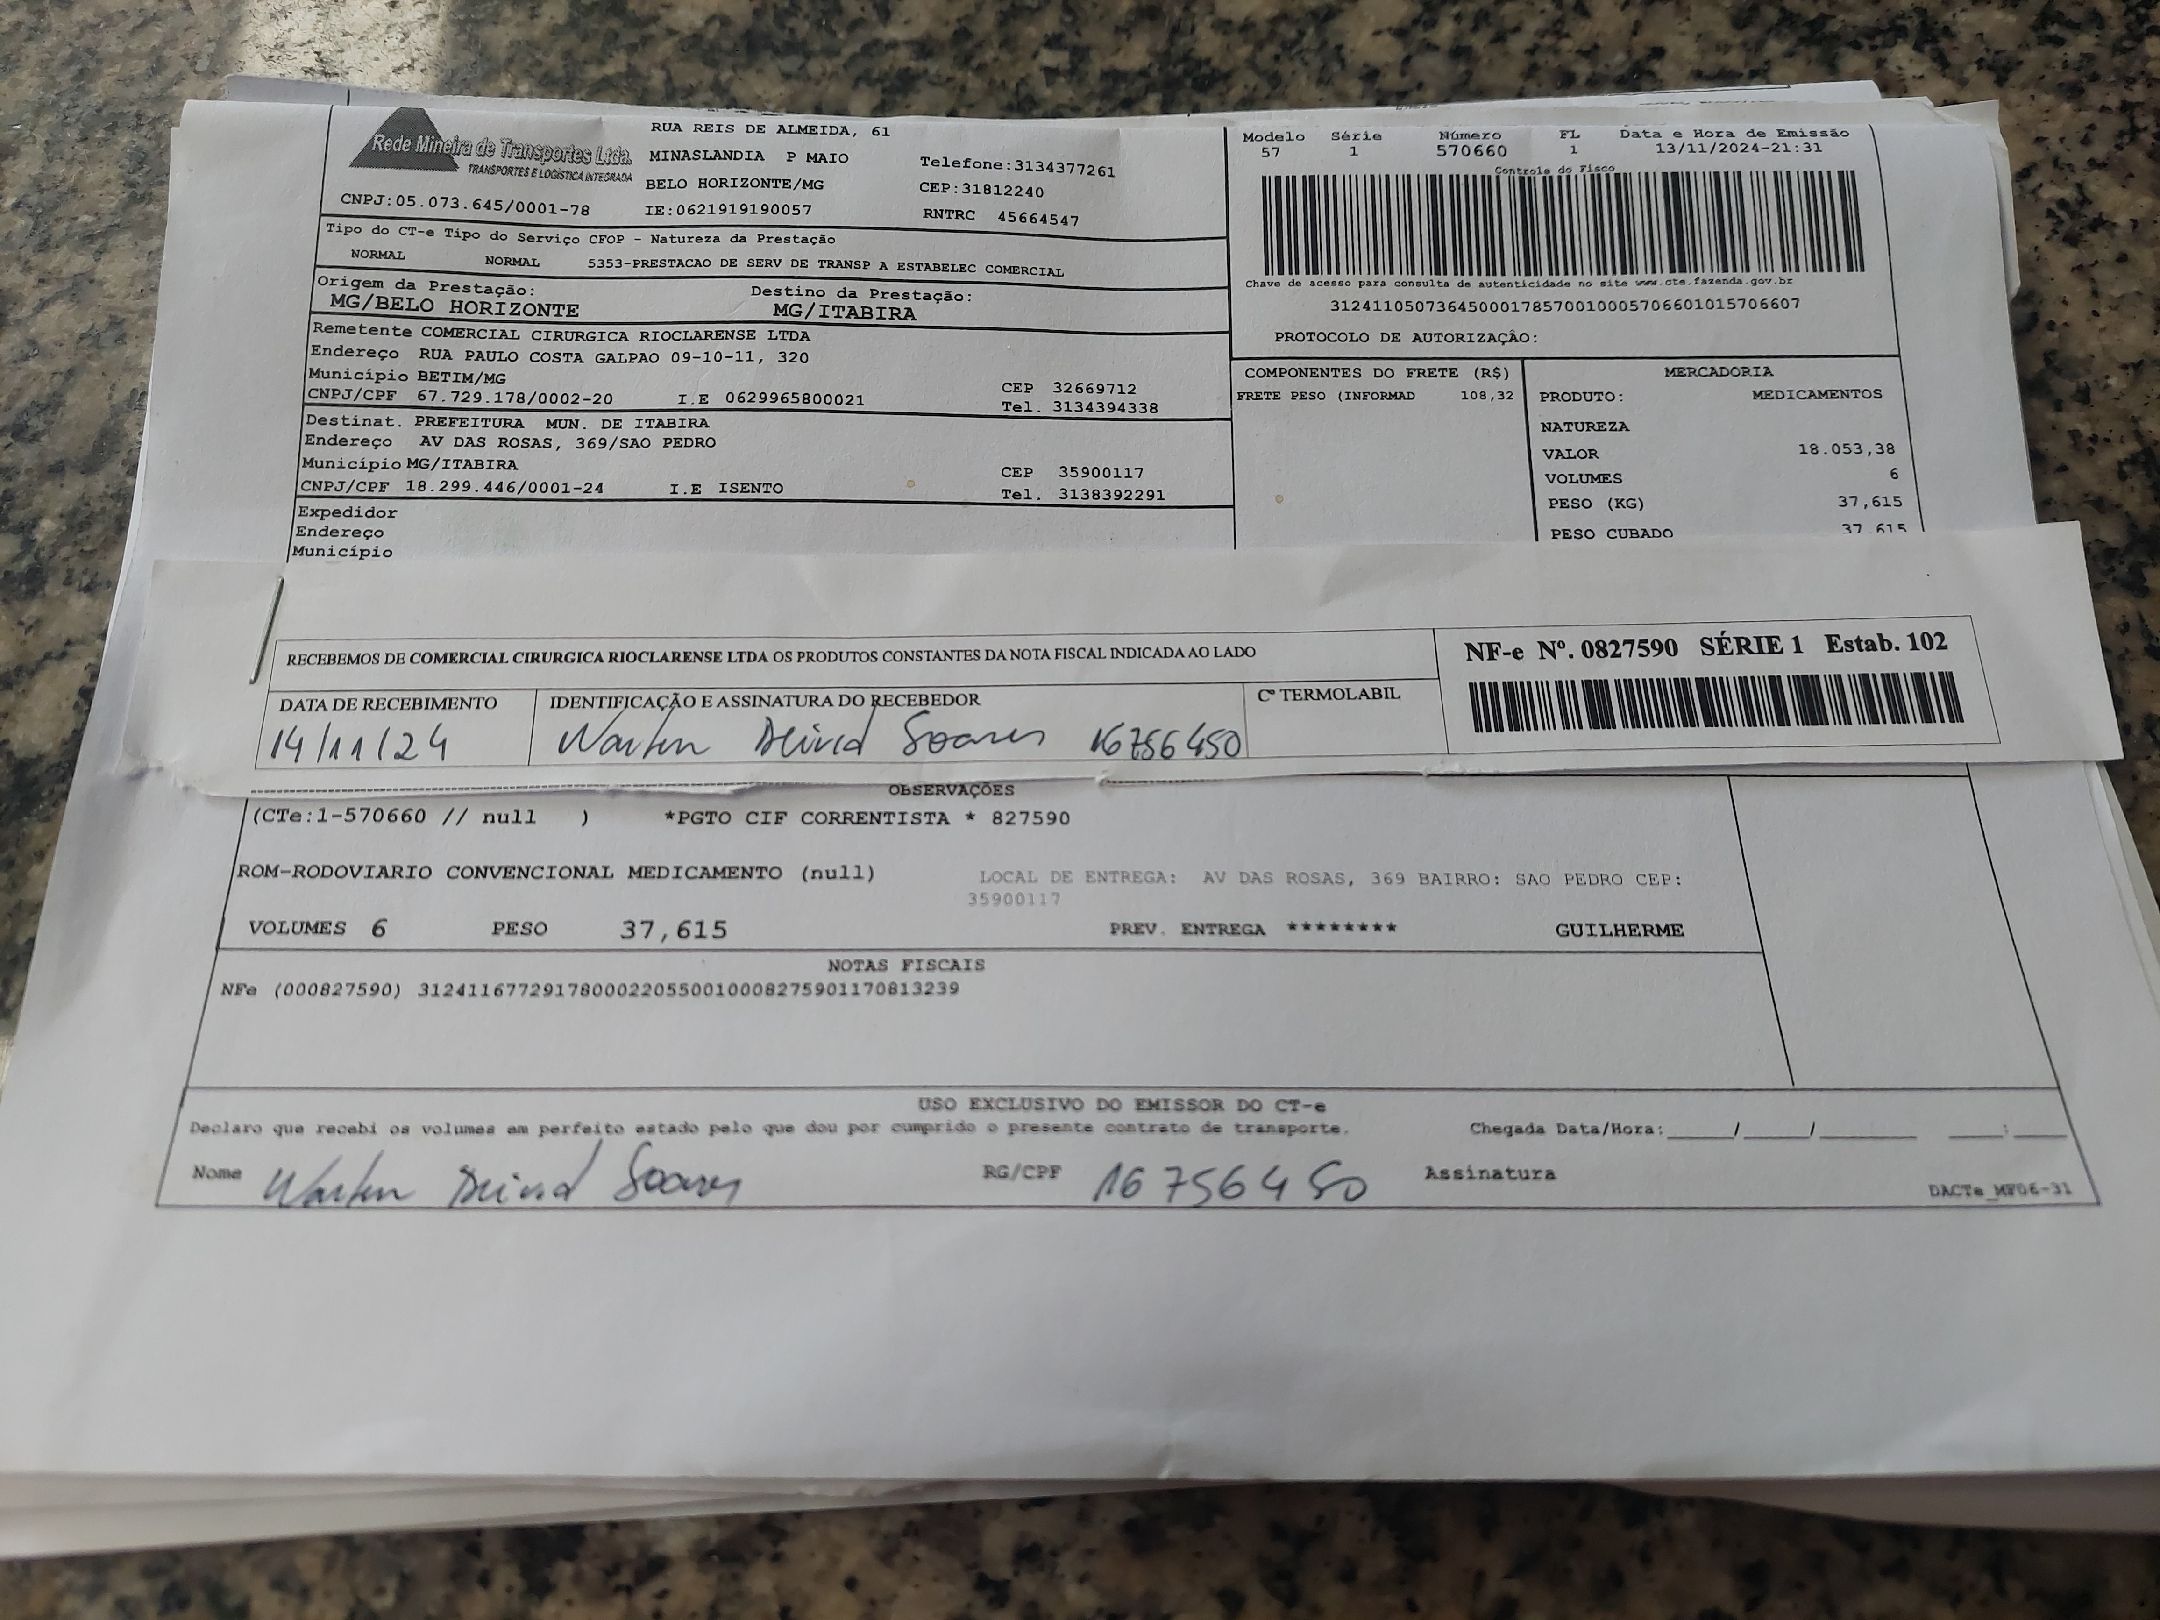 Rede Mineira de Transportes Ltda.
TRANSPORTES E LOGÍSTICA INTEGRADA
CNPJ:05.073.645/0001-78
RUA REIS DE ALMEIDA, 61
MINASLANDIA P MAIO
BELO HORIZONTE/MG
IE:0621919190057
Telefone:3134377261
CEP:31812240
RNTRC 45664547
Modelo Série Número FL Data e Hora de Emissão
57 1 570660 1 13/11/2024-21:31
Controle do Fisco
Chave de acesso para consulta de autenticidade no site www.cte.fazenda.gov.br
31241105073645000178570010005706601015706607
PROTOCOLO DE AUTORIZAÇÃO:
Tipo do CT-e Tipo do Serviço CFOP - Natureza da Prestação
NORMAL NORMAL 5353-PRESTACAO DE SERV DE TRANSP A ESTABELEC COMERCIAL
Origem da Prestação: Destino da Prestação:
MG/BELO HORIZONTE MG/ITABIRA
Remetente COMERCIAL CIRURGICA RIOCLARENSE LTDA
Endereço RUA PAULO COSTA GALPAO 09-10-11, 320
Município BETIM/MG CEP 32669712
CNPJ/CPF 67.729.178/0002-20 I.E 0629965800021 Tel. 3134394338
Destinat. PREFEITURA MUN. DE ITABIRA
Endereço AV DAS ROSAS, 369/SAO PEDRO
Município MG/ITABIRA CEP 35900117
CNPJ/CPF 18.299.446/0001-24 I.E ISENTO Tel. 3138392291
Expedidor
Endereço
Município
COMPONENTES DO FRETE (R$)
FRETE PESO (INFORMAD 108,32
MERCADORIA
PRODUTO: MEDICAMENTOS
NATUREZA
VALOR 18.053,38
VOLUMES 6
PESO (KG) 37,615
PESO CUBADO 37,615
RECEBEMOS DE COMERCIAL CIRURGICA RIOCLARENSE LTDA OS PRODUTOS CONSTANTES DA NOTA FISCAL INDICADA AO LADO
NF-e Nº. 0827590 SÉRIE 1 Estab. 102
DATA DE RECEBIMENTO IDENTIFICAÇÃO E ASSINATURA DO RECEBEDOR Cº TERMOLABIL
14/11/24 Soares 16756450
OBSERVAÇÕES
(CTe:1-570660 // null ) *PGTO CIF CORRENTISTA * 827590
ROM-RODOVIARIO CONVENCIONAL MEDICAMENTO (null)
LOCAL DE ENTREGA: AV DAS ROSAS, 369 BAIRRO: SAO PEDRO CEP:
35900117
VOLUMES 6 PESO 37,615 PREV. ENTREGA ******** GUILHERME
NOTAS FISCAIS
NFe (000827590) 31241167729178000220550010008275901170813239
USO EXCLUSIVO DO EMISSOR DO CT-e
Declaro que recebi os volumes em perfeito estado pelo que dou por cumprido o presente contrato de transporte. Chegada Data/Hora:_____/_____/_______ ____:____
Nome Soares RG/CPF 16756450 Assinatura
DACTe_MF06-31